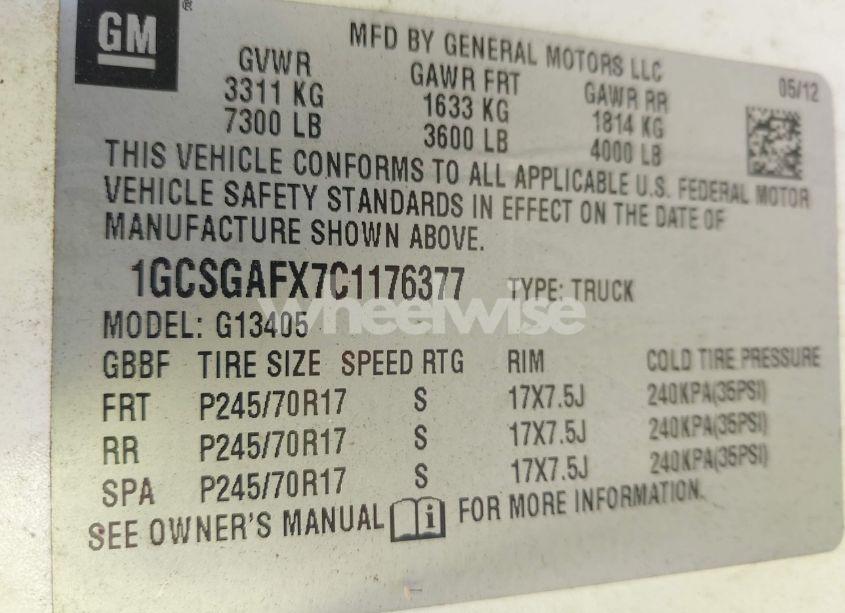 GM®
MFD BY GENERAL MOTORS LLC
05/12
GVWR GAWR FRT GAWR RR
3311 KG 1633 KG 1814 KG
7300 LB 3600 LB 4000 LB
THIS VEHICLE CONFORMS TO ALL APPLICABLE U.S. FEDERAL MOTOR
VEHICLE SAFETY STANDARDS IN EFFECT ON THE DATE OF
MANUFACTURE SHOWN ABOVE.
1GCSGAFX7C1176377 TYPE: TRUCK
wheelwise
MODEL: G13405
GBBF TIRE SIZE SPEED RTG RIM COLD TIRE PRESSURE
FRT P245/70R17 S 17X7.5J 240KPA(35PSI)
RR P245/70R17 S 17X7.5J 240KPA(35PSI)
SPA P245/70R17 S 17X7.5J 240KPA(35PSI)
SEE OWNER'S MANUAL i FOR MORE INFORMATION.